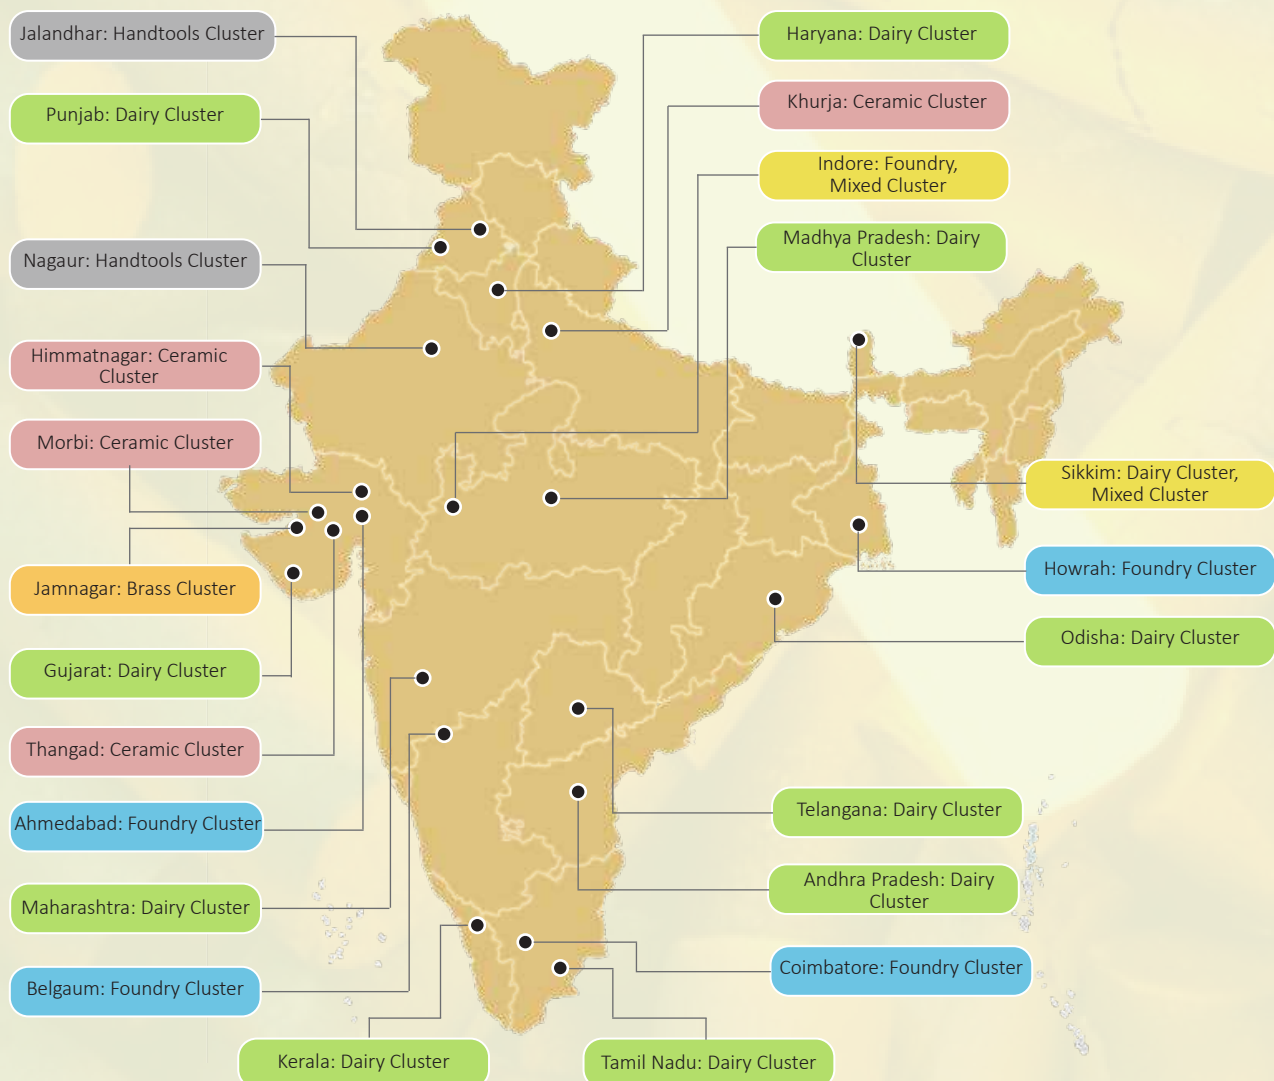 Jalandhar: Handtools Cluster
Punjab: Dairy Cluster
Nagaur: Handtools Cluster
Himmatnagar: Ceramic
Cluster
Morbi: Ceramic Cluster
Jamnagar: Brass Cluster
Gujarat: Dairy Cluster
Thangad: Ceramic Cluster
Ahmedabad: Foundry Cluster
Maharashtra: Dairy Cluster
Belgaum: Foundry Cluster
Kerala: Dairy Cluster
Haryana: Dairy Cluster
Khurja: Ceramic Cluster
Indore: Foundry,
Mixed Cluster
Madhya Pradesh: Dairy
Cluster
Sikkim: Dairy Cluster,
Mixed Cluster
Howrah: Foundry Cluster
Odisha: Dairy Cluster
Telangana: Dairy Cluster
Andhra Pradesh: Dairy
Cluster
Coimbatore: Foundry Cluster
Tamil Nadu: Dairy Cluster